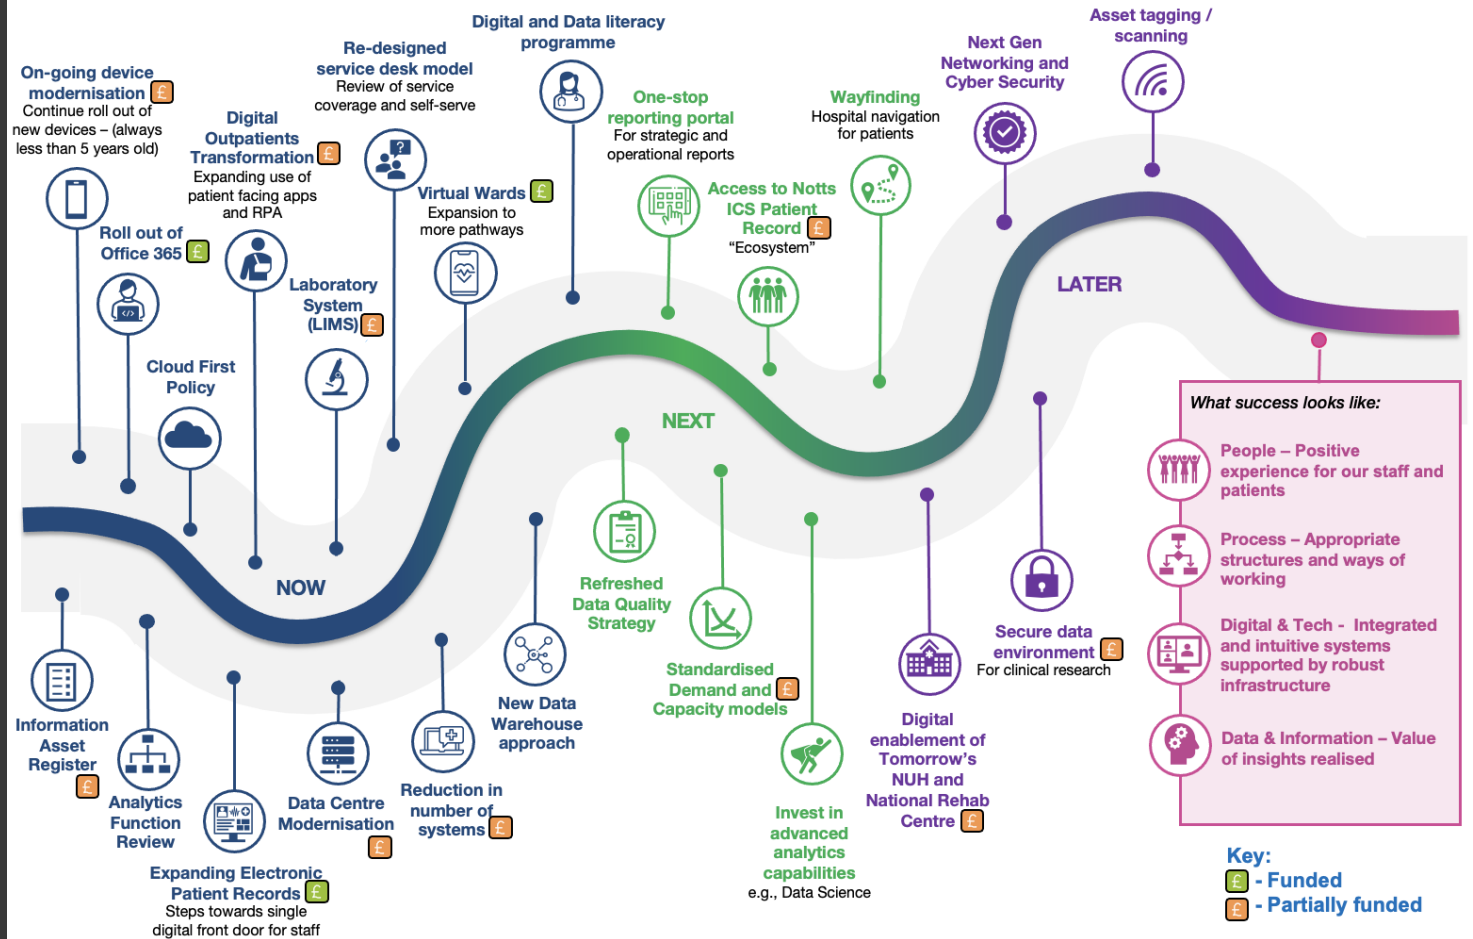 Digital and Data literacy
programme
Asset tagging /
scanning
Re-designed
service desk model
Review of service
coverage and self-serve
Next Gen
Networking and
Cyber Security
On-going device
modernisation £
Continue roll out of
new devices – (always
less than 5 years old)
Digital
Outpatients
Transformation £
Expanding use of
patient facing apps
and RPA
One-stop
reporting portal
For strategic and
operational reports
Wayfinding
Hospital navigation
for patients
?
Virtual Wards £
Expansion to
more pathways
Access to Notts
ICS Patient
Record £
“Ecosystem”
Roll out of
Office 365 £
</>
Laboratory
System
(LIMS) £
Cloud First
Policy
LATER
NEXT
NOW
What success looks like:
People – Positive
experience for our staff and
patients
Process – Appropriate
structures and ways of
working
Digital & Tech - Integrated
and intuitive systems
supported by robust
infrastructure
Data & Information – Value
of insights realised
Refreshed
Data Quality
Strategy
Secure data
environment £
For clinical research
Standardised
Demand and £
Capacity models
New Data
Warehouse
approach
Information
Asset
Register
£
Digital
enablement of
Tomorrow’s
NUH and
National Rehab
Centre £
Analytics
Function
Review
Data Centre
Modernisation
£
Reduction in
number of
systems £
Invest in
advanced
analytics
capabilities
e.g., Data Science
Expanding Electronic
Patient Records £
Steps towards single
digital front door for staff
Key:
£ - Funded
£ - Partially funded